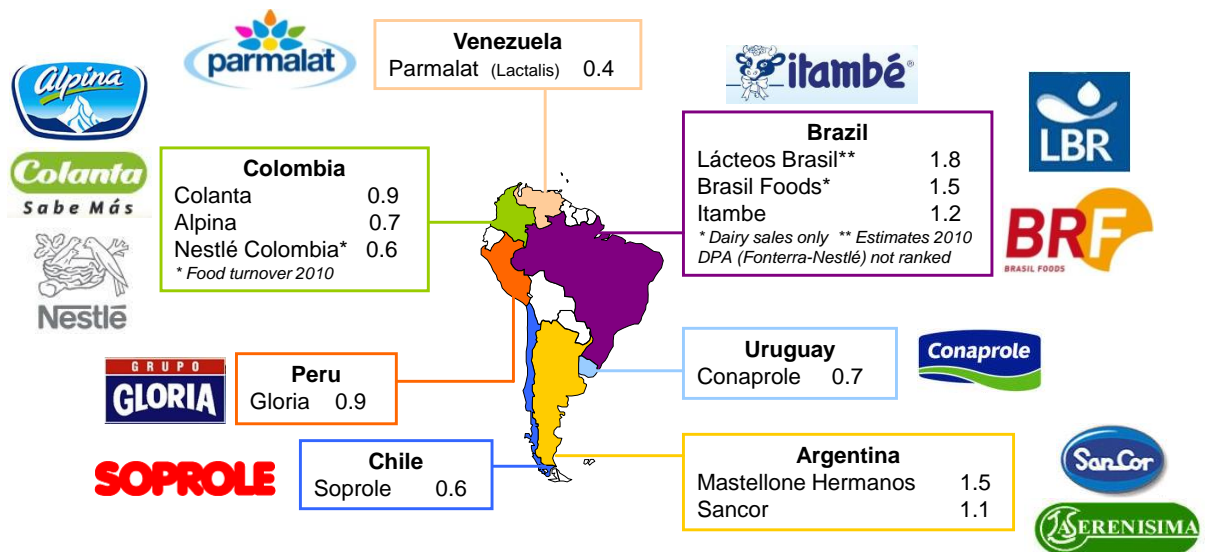 parmalat
Venezuela
Parmalat (Lactalis) 0.4
itambé®
Alpina
LBR
Colanta
Sabe Más
Colombia
Colanta 0.9
Alpina 0.7
Nestlé Colombia* 0.6
* Food turnover 2010
Brazil
Lácteos Brasil** 1.8
Brasil Foods* 1.5
Itambe 1.2
* Dairy sales only ** Estimates 2010
DPA (Fonterra-Nestlé) not ranked
BRF
BRASIL FOODS
Nestlé
GRUPO
GLORIA
Peru
Gloria 0.9
Uruguay
Conaprole 0.7
Conaprole
SOPROLE
Chile
Soprole 0.6
Argentina
Mastellone Hermanos 1.5
Sancor 1.1
SanCor
LASERENISIMA